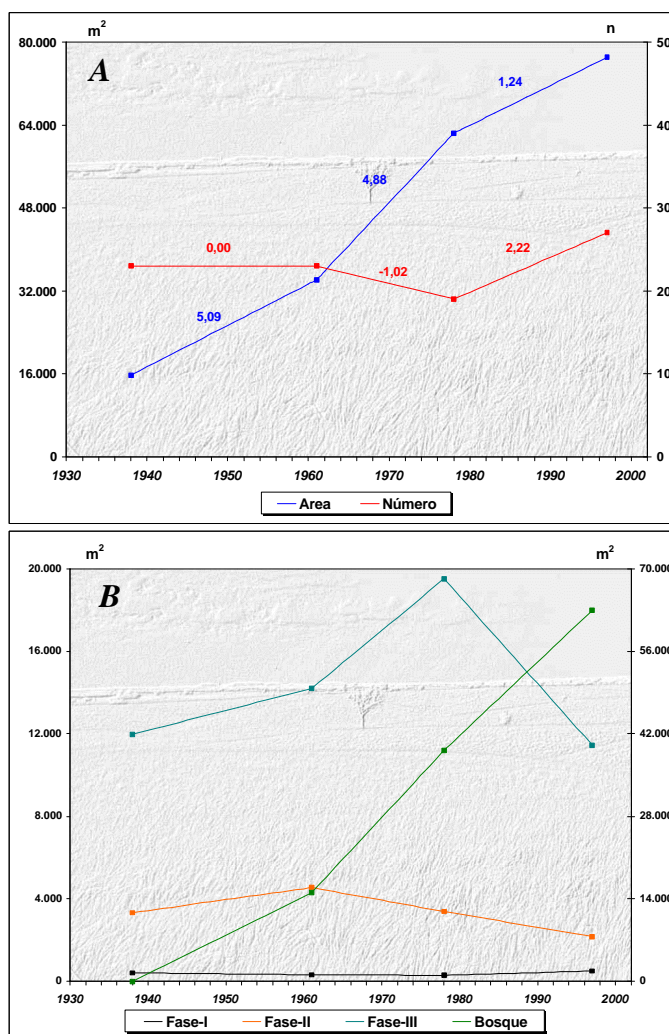 m² n
80.000 50
A
1,24
64.000 40
4,88
48.000 30
0,00 2,22
-1,02
32.000 20
5,09
16.000 10
0 0
1930 1940 1950 1960 1970 1980 1990 2000
Area Número
m² m²
20.000 70.000
B
16.000 56.000
12.000 42.000
8.000 28.000
4.000 14.000
0 0
1930 1940 1950 1960 1970 1980 1990 2000
Fase-I Fase-II Fase-III Bosque